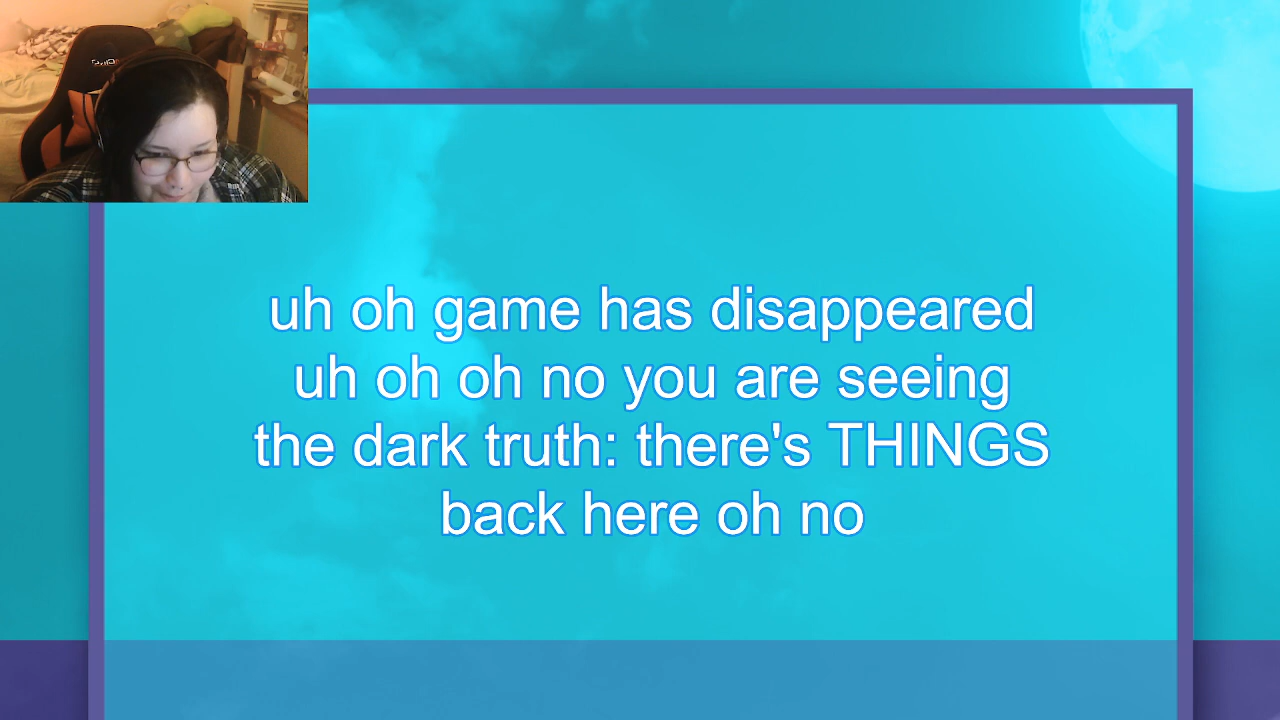 uh oh game has disappeared
uh oh oh no you are seeing
the dark truth: there's THINGS
back here oh no